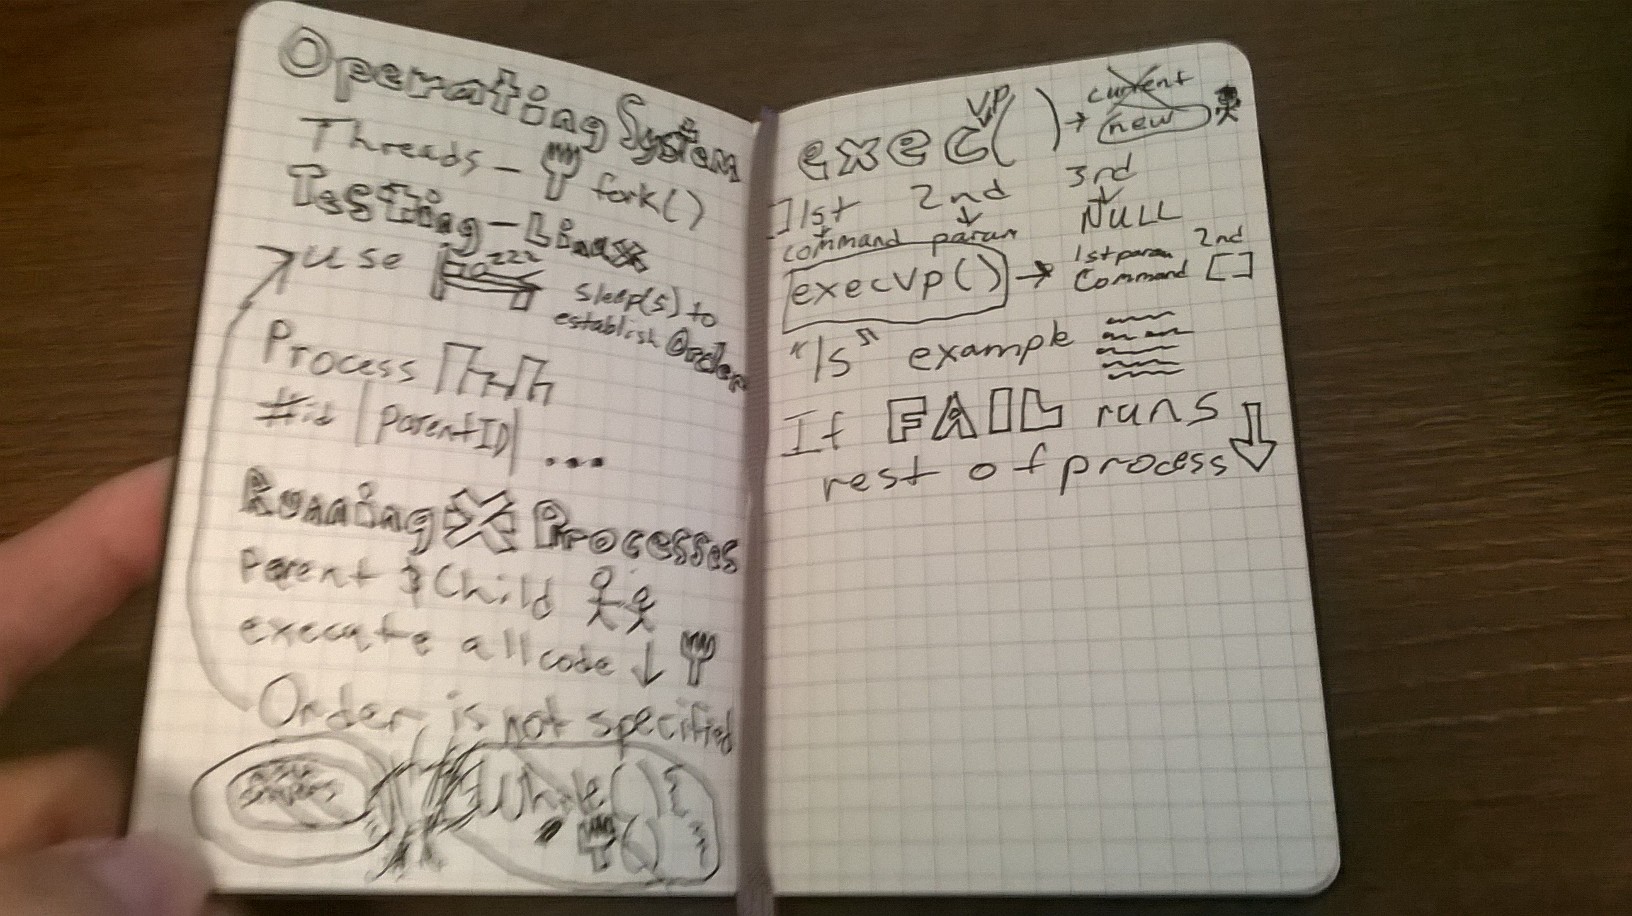 Operating System
Threads - fork()
Testing - Linux
use zzz
sleep(s) to
establish Order
Process
#id | parentID | ...
Running Processes
Parent & Child
execute all code ↓
Order is not specified
While() {
() }
exec vp( ) → current
new
1st 2nd 3rd
command param NULL
execvp() → 1st param 2nd
command []
"ls" example
If FAIL runs
rest of process